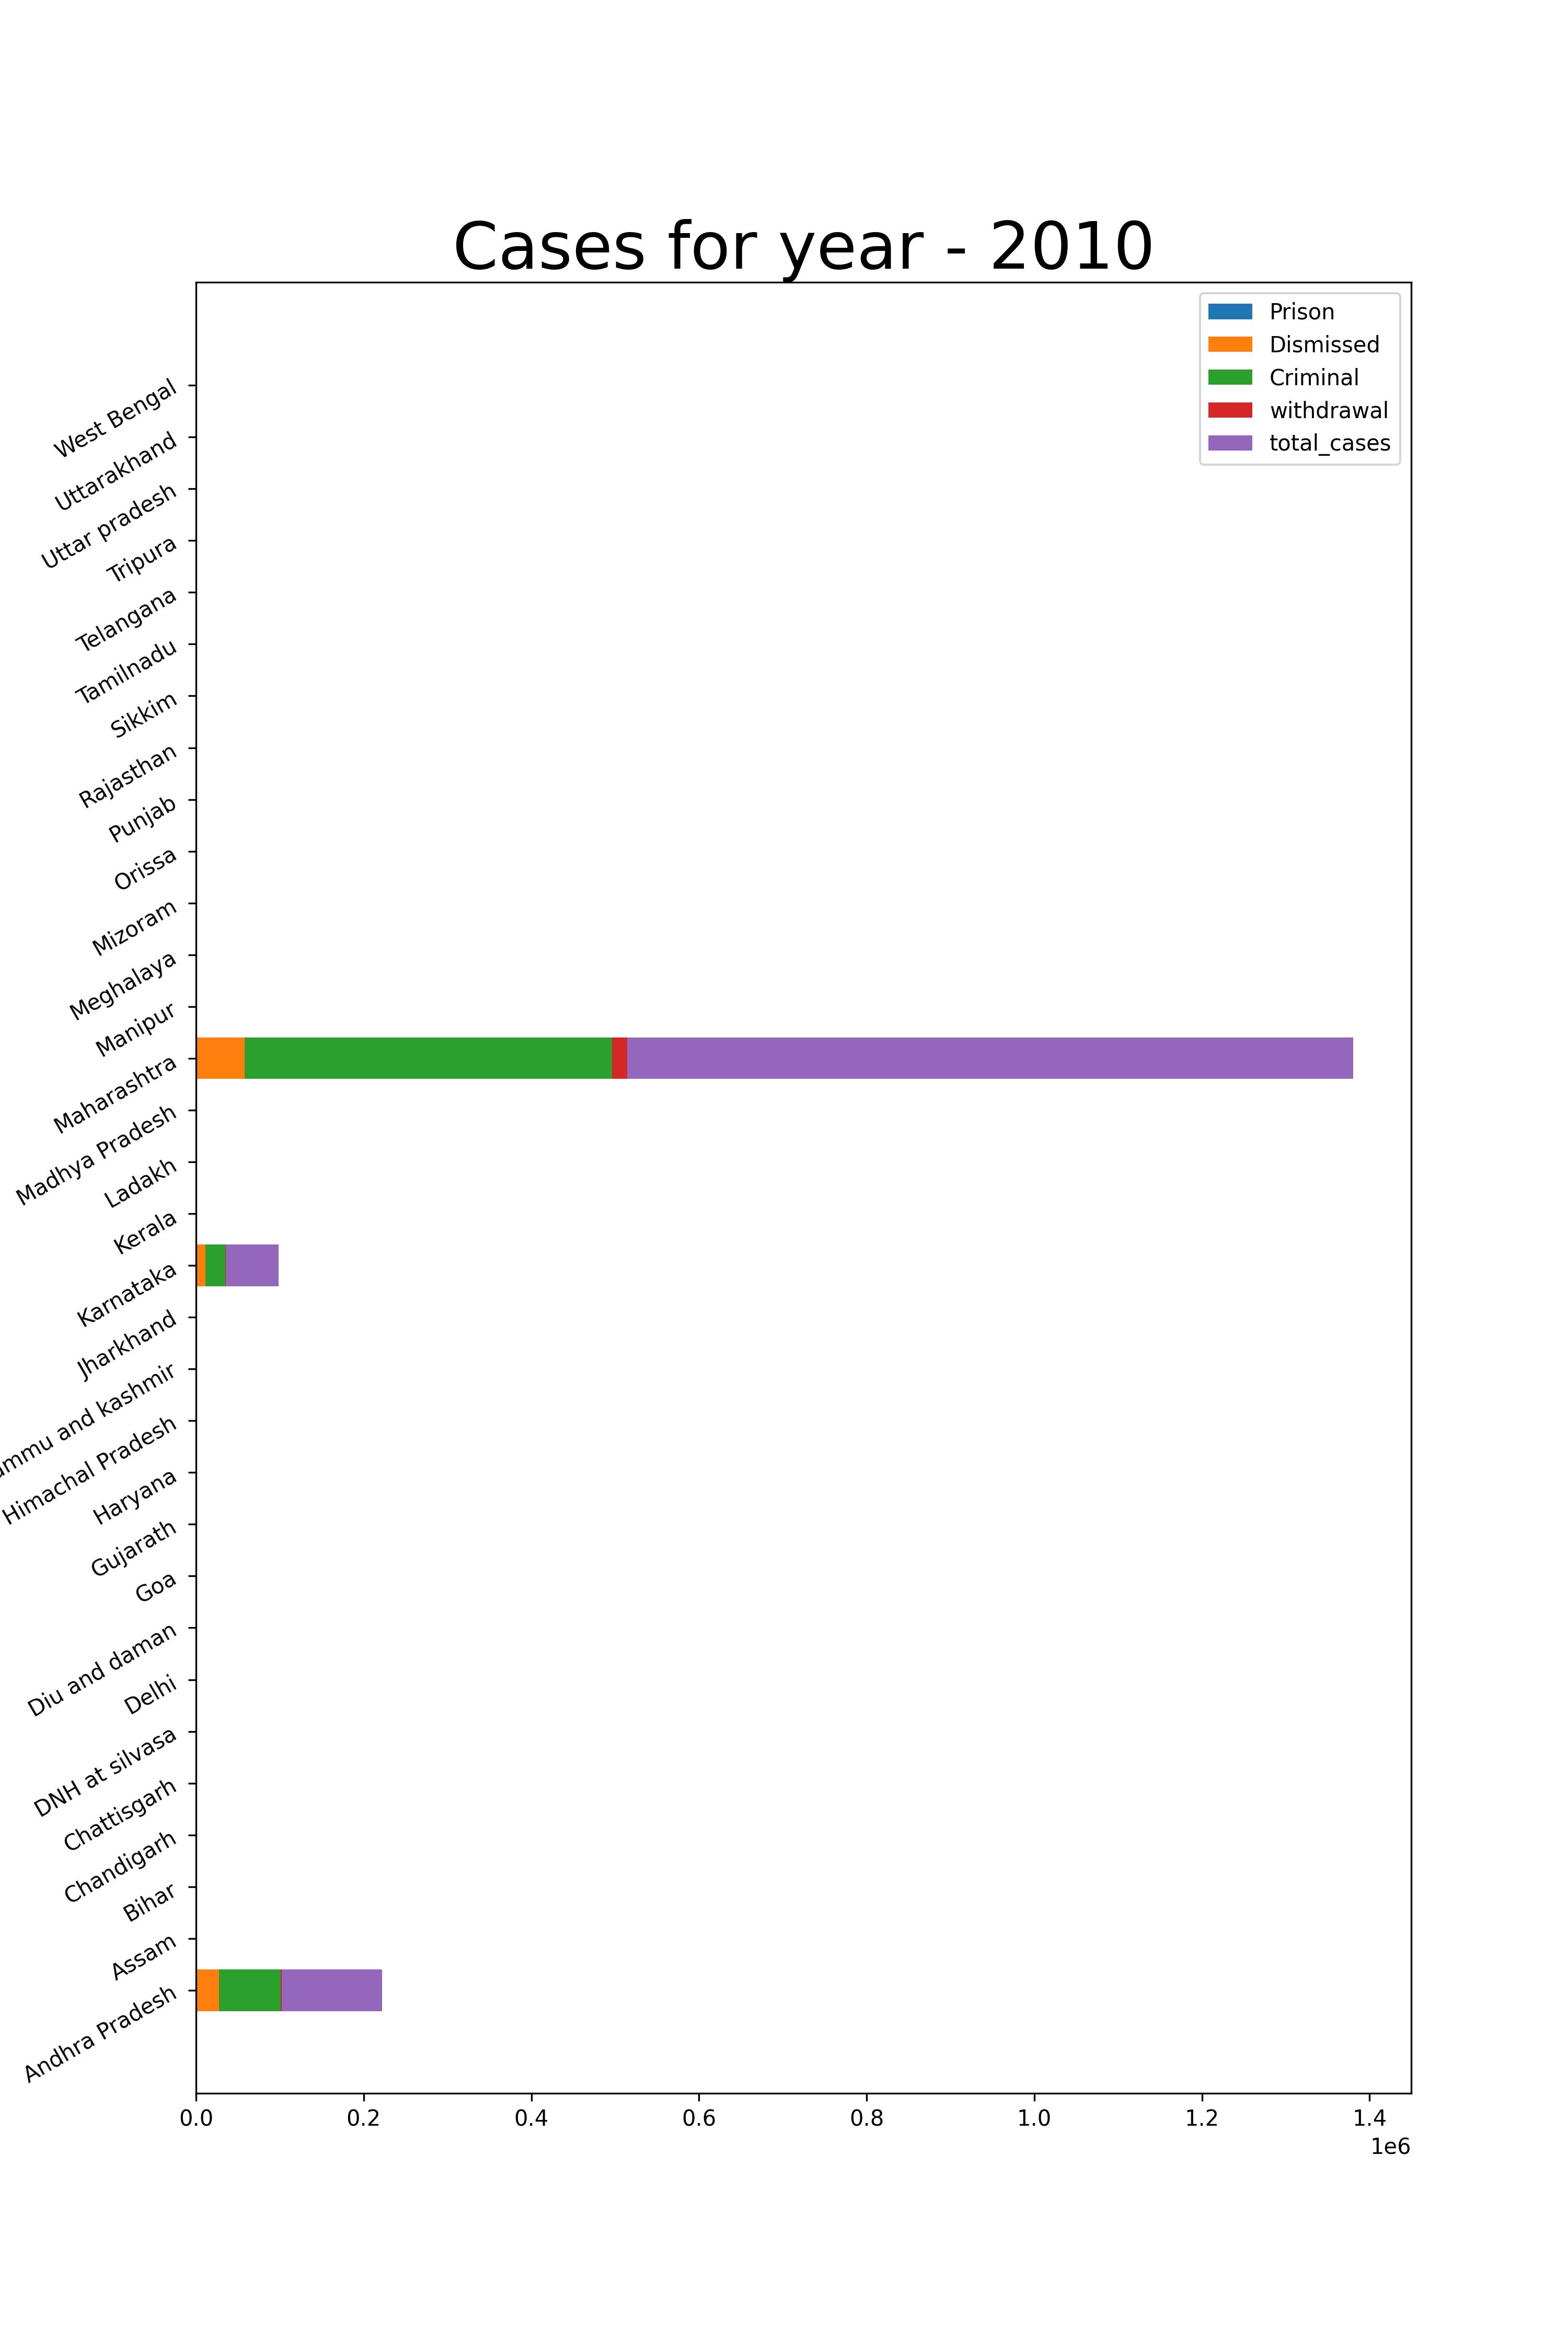 Cases for year - 2010
Prison
Dismissed
Criminal
withdrawal
total_cases
West Bengal
Uttarakhand
Uttar pradesh
Tripura
Telangana
Tamilnadu
Sikkim
Rajasthan
Punjab
Orissa
Mizoram
Meghalaya
Manipur
Maharashtra
Madhya Pradesh
Ladakh
Kerala
Karnataka
Jharkhand
ammu and kashmir
Himachal Pradesh
Haryana
Gujarath
Goa
Diu and daman
Delhi
DNH at silvasa
Chattisgarh
Chandigarh
Bihar
Assam
Andhra Pradesh
0.0 0.2 0.4 0.6 0.8 1.0 1.2 1.4
1e6